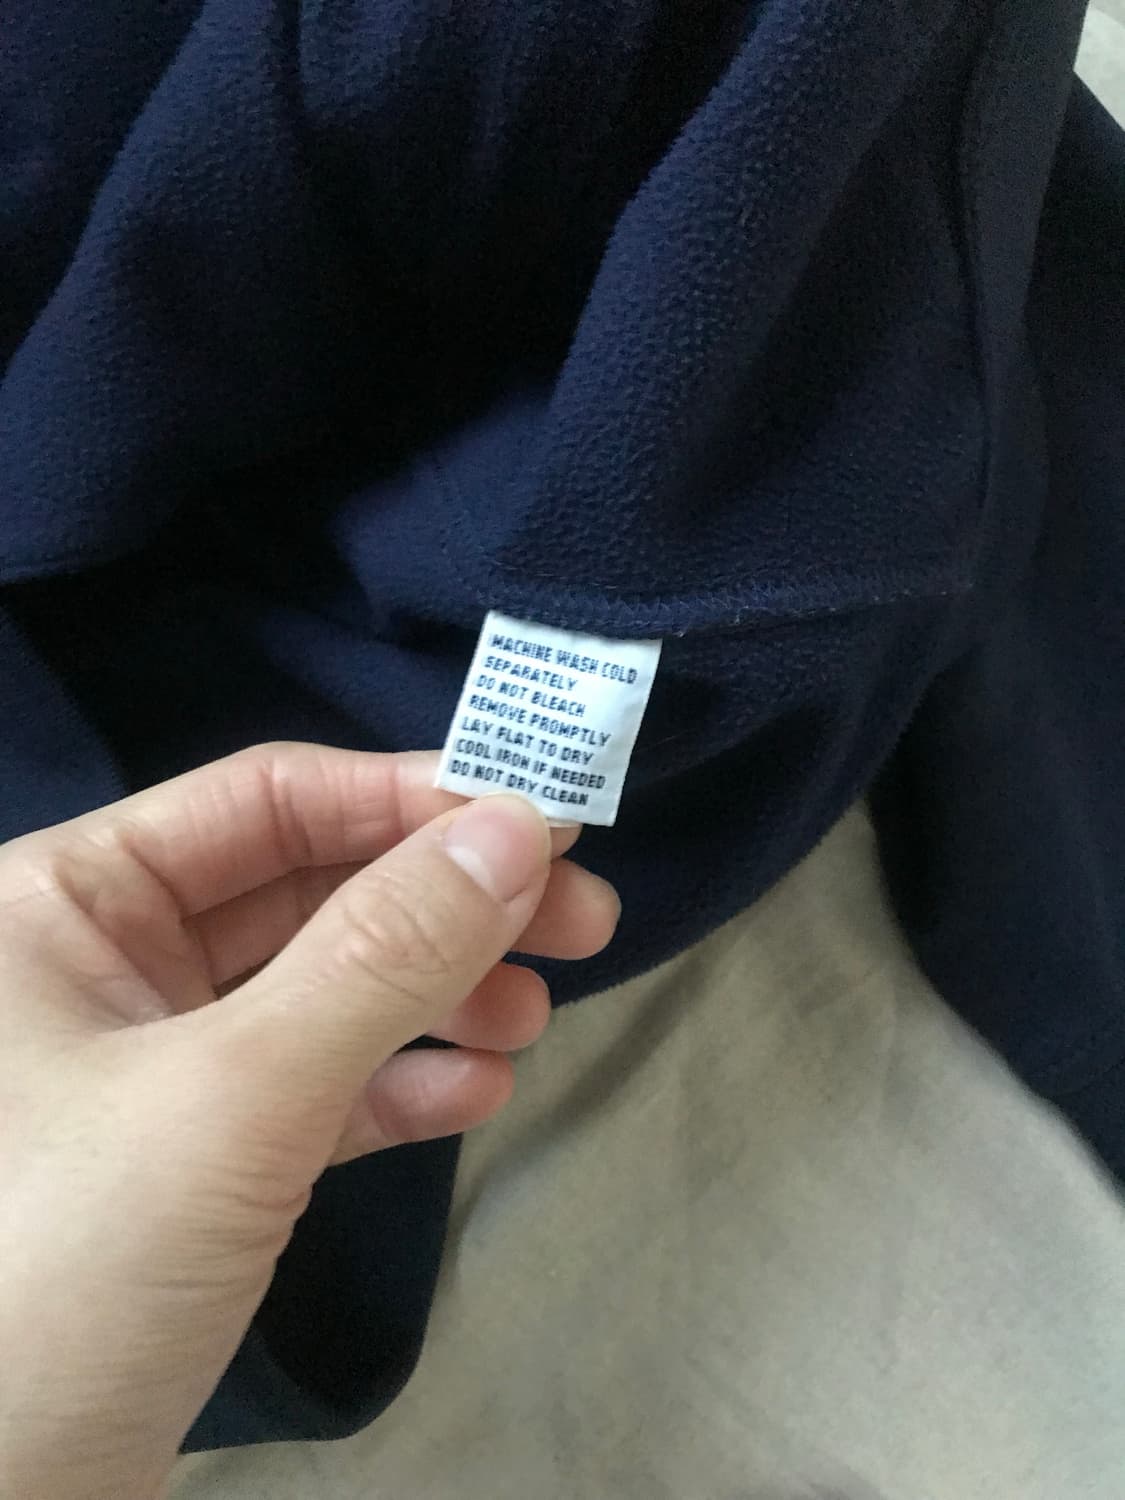 MACHINE WASH COLD
SEPARATELY
DO NOT BLEACH
REMOVE PROMPTLY
LAY FLAT TO DRY
COOL IRON IF NEEDED
DO NOT DRY CLEAN